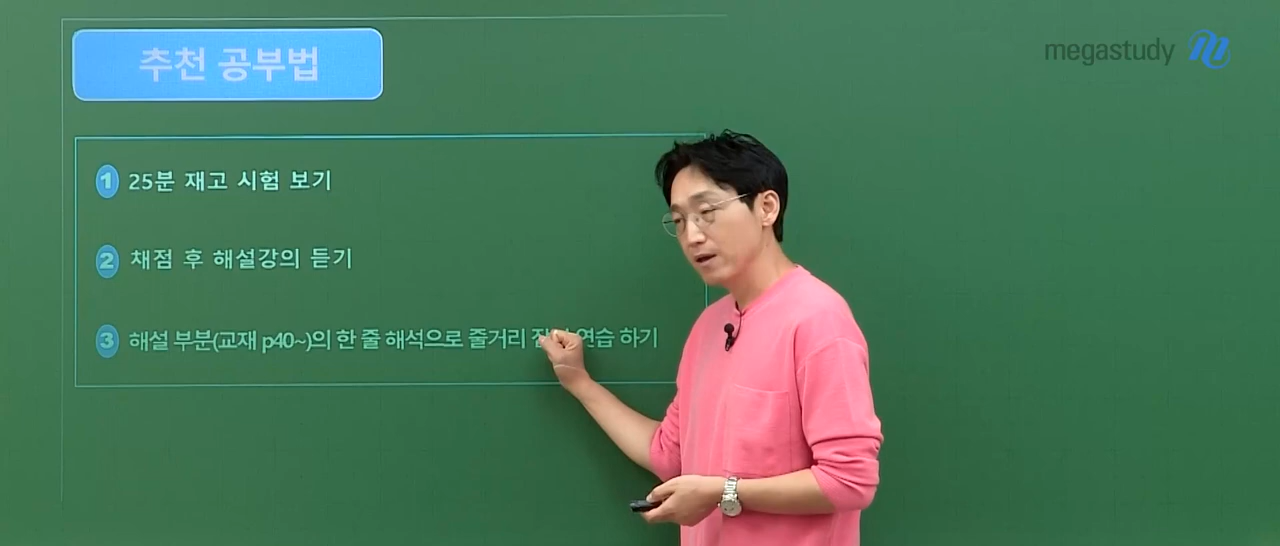 추천 공부법
megastudy
1 25분 재고 시험 보기
2 채점 후 해설강의 듣기
3 해설 부분(교재 p40~)의 한 줄 해석으로 줄거리 연습 하기